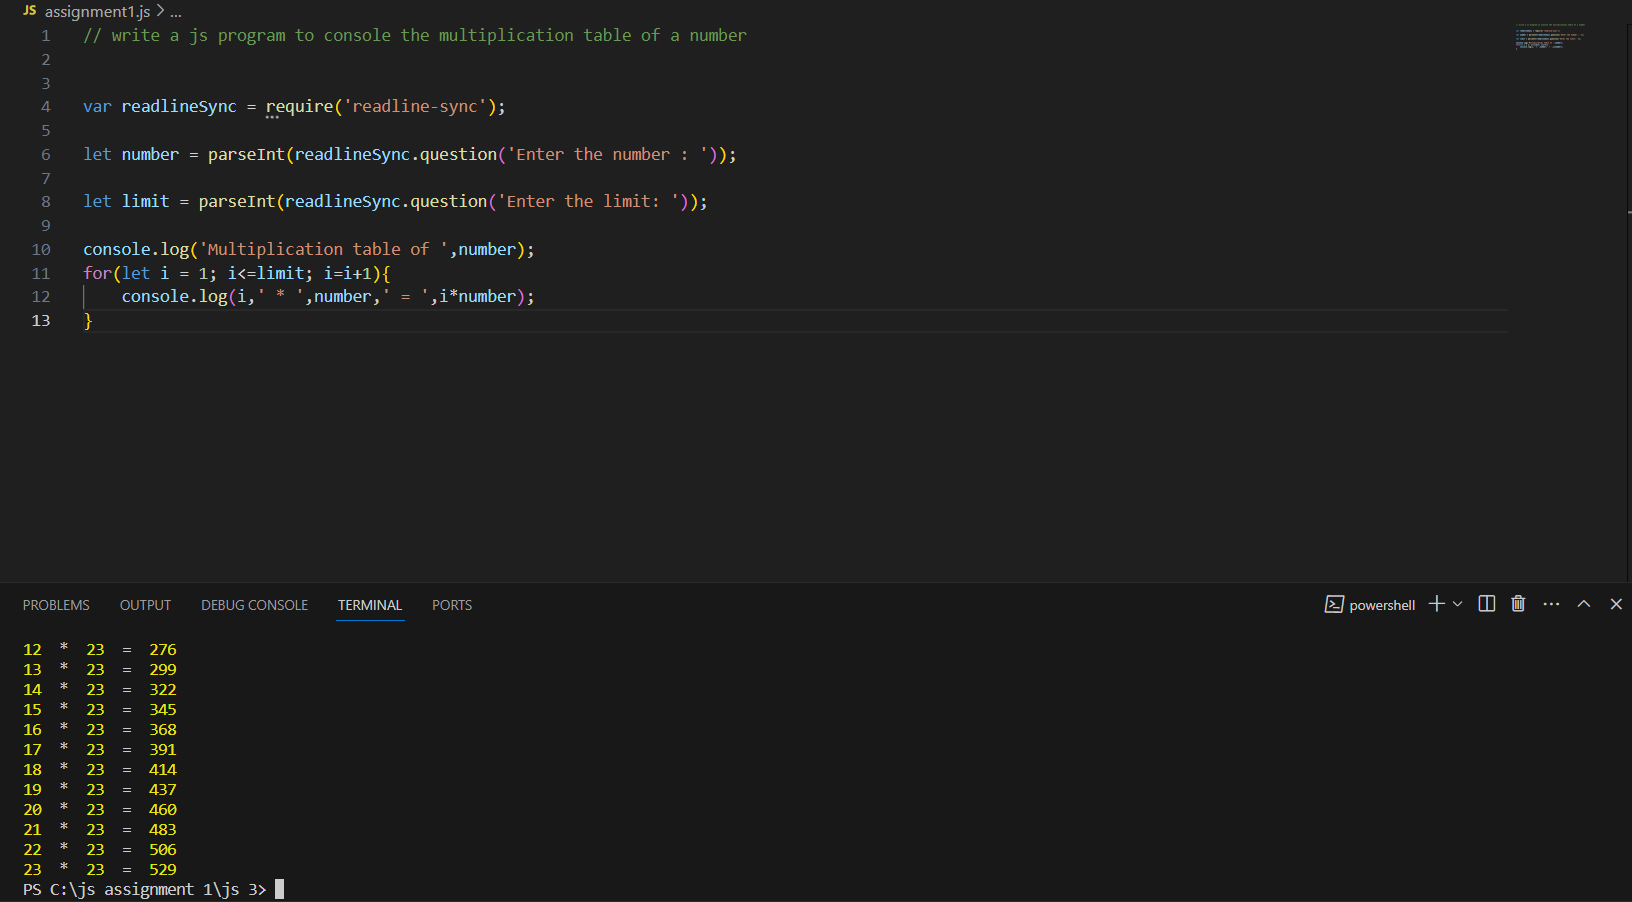 JS assignment1.js > ...
1 // write a js program to console the multiplication table of a number
2
3
4 var readlineSync = require('readline-sync');
5
6 let number = parseInt(readlineSync.question('Enter the number : '));
7
8 let limit = parseInt(readlineSync.question('Enter the limit: '));
9
10 console.log('Multiplication table of ',number);
11 for(let i = 1; i<=limit; i=i+1){
12     console.log(i,' * ',number,' = ',i*number);
13 }
PROBLEMS OUTPUT DEBUG CONSOLE TERMINAL PORTS powershell
12  *  23  =  276
13  *  23  =  299
14  *  23  =  322
15  *  23  =  345
16  *  23  =  368
17  *  23  =  391
18  *  23  =  414
19  *  23  =  437
20  *  23  =  460
21  *  23  =  483
22  *  23  =  506
23  *  23  =  529
PS C:\js assignment 1\js 3>